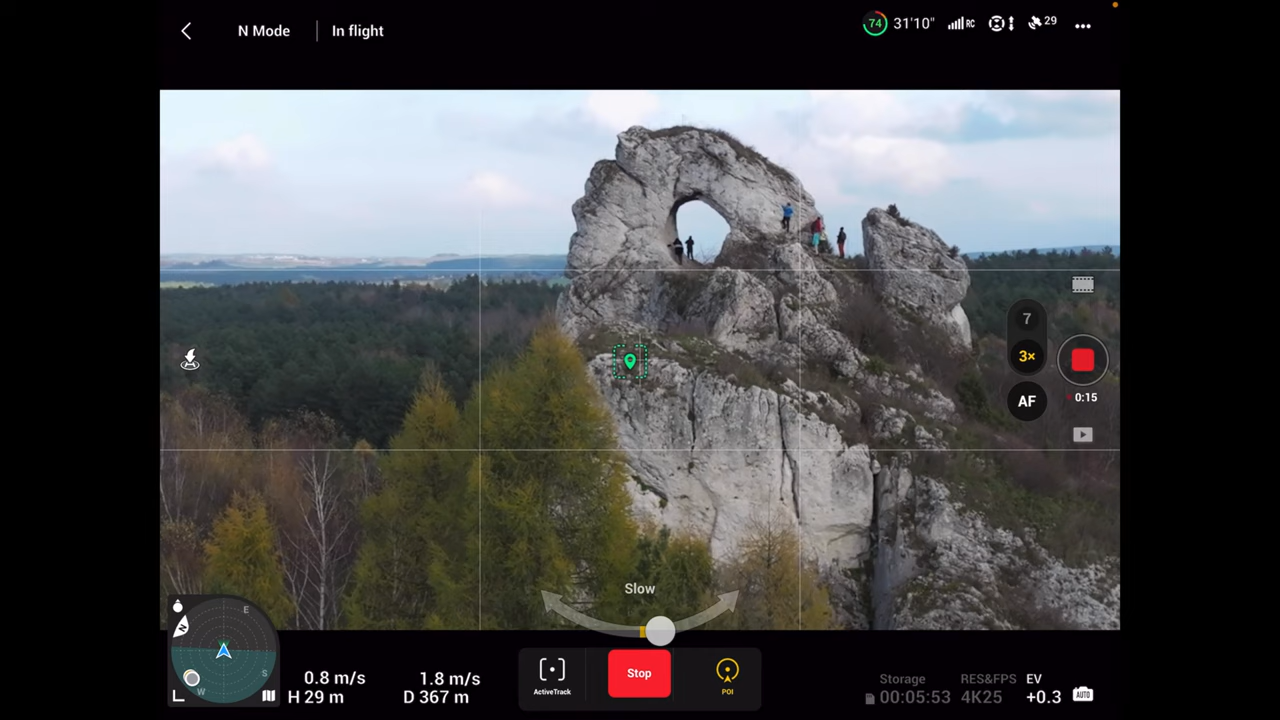 N Mode
In flight
74
31'10"
RC
29
7
3×
AF
0:15
Slow
E
N
S
W
0.8 m/s
H 29 m
1.8 m/s
D 367 m
ActiveTrack
Stop
POI
Storage
00:05:53
RES&FPS
4K25
EV
+0.3
AUTO